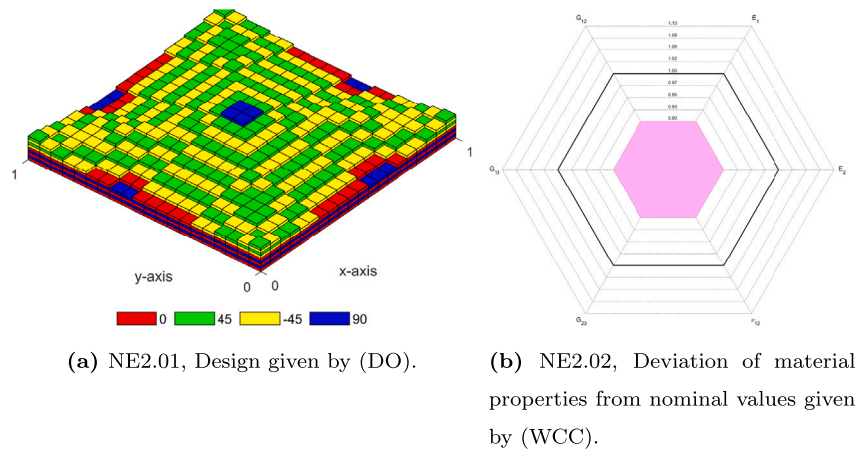 1
1
y-axis
x-axis
0 0
0 45 -45 90
(a) NE2.01, Design given by (DO).
G12 E1
1,10
1.08
1.05
1.02
1.00
0.97
0.95
0.93
0.90
G13 E2
G23 ν12
(b) NE2.02, Deviation of material
properties from nominal values given
by (WCC).